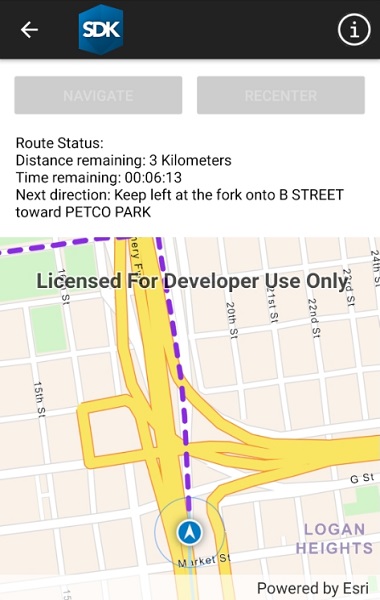 SDK
NAVIGATE
RECENTER
Route Status:
Distance remaining: 3 Kilometers
Time remaining: 00:06:13
Next direction: Keep left at the fork onto B STREET
toward PETCO PARK
Licensed For Developer Use Only
20th St
21st St
22nd St
23rd St
24th St
15th St
G St
LOGAN
HEIGHTS
Market St
Powered by Esri